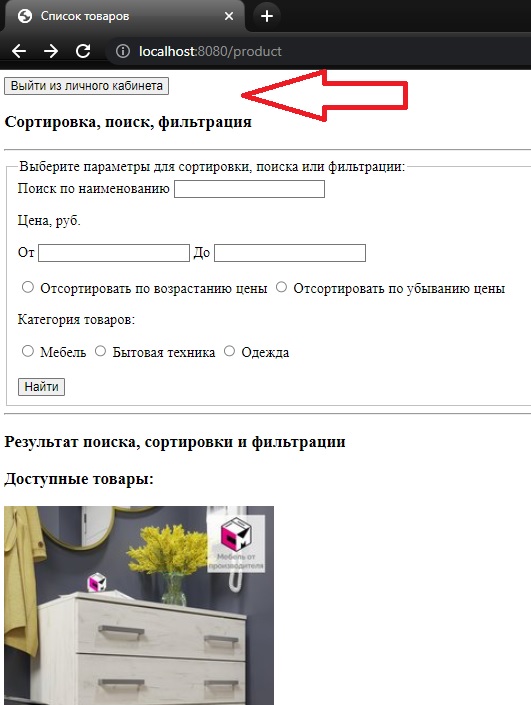 Список товаров
localhost:8080/product
Выйти из личного кабинета
Сортировка, поиск, фильтрация
Выберите параметры для сортировки, поиска или фильтрации:
Поиск по наименованию
Цена, руб.
От До
Отсортировать по возрастанию цены Отсортировать по убыванию цены
Категория товаров:
Мебель Бытовая техника Одежда
Найти
Результат поиска, сортировки и фильтрации
Доступные товары:
Мебель от
производителя